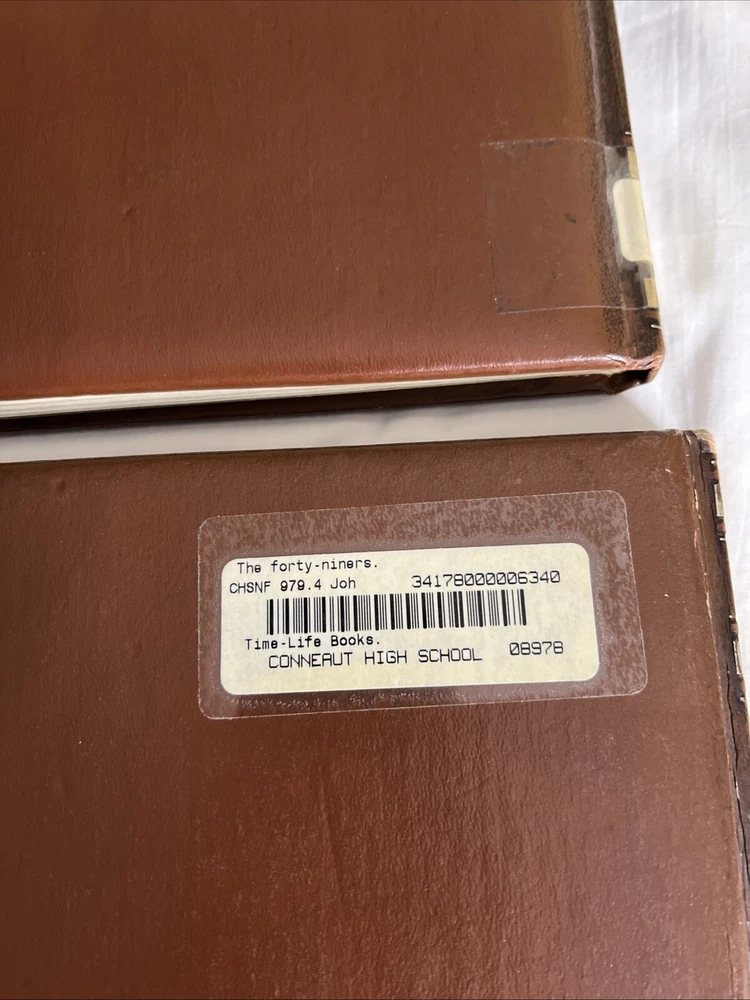 The forty-niners.
CHSNF 979.4 Joh 34178000006340
Time-Life Books.
CONNEAUT HIGH SCHOOL 08978